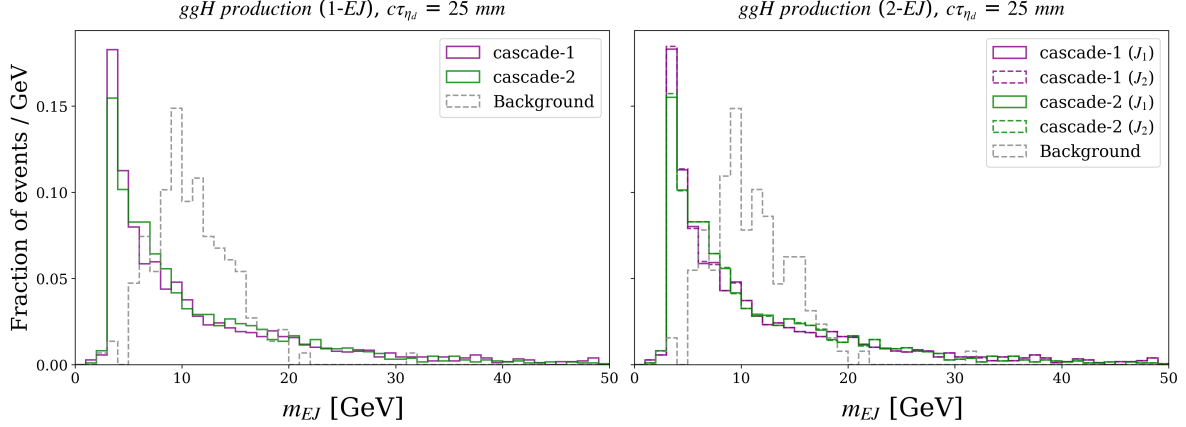 ggH production (1-EJ), cτ_{η_d} = 25 mm
cascade-1
cascade-2
Background
Fraction of events / GeV
0.15
0.10
0.05
0.00
0 10 20 30 40 50
m_{EJ} [GeV]
ggH production (2-EJ), cτ_{η_d} = 25 mm
cascade-1 (J_1)
cascade-1 (J_2)
cascade-2 (J_1)
cascade-2 (J_2)
Background
0 10 20 30 40 50
m_{EJ} [GeV]